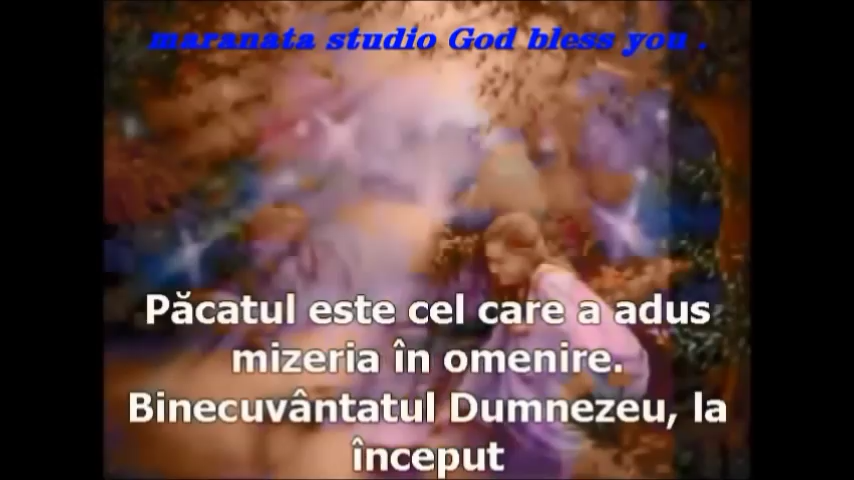 maranata studio God bless you .
Păcatul este cel care a adus
mizeria în omenire.
Binecuvântatul Dumnezeu, la
început